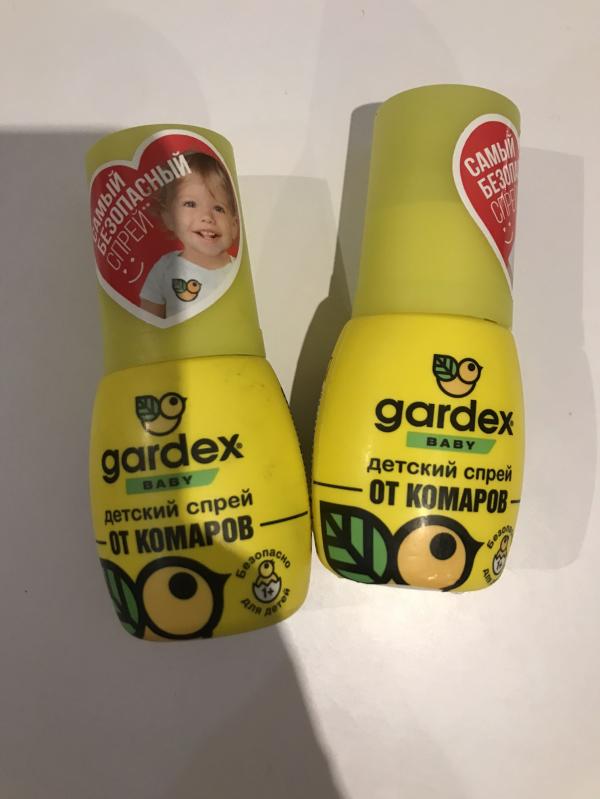 САМЫЙ
БЕЗОПАСНЫЙ
СПРЕЙ**
gardex
BABY
детский спрей
ОТ КОМАРОВ
Безопасно
1+
для детей
САМЫЙ
gardex
BABY
детский спрей
ОТ КОМАРОВ